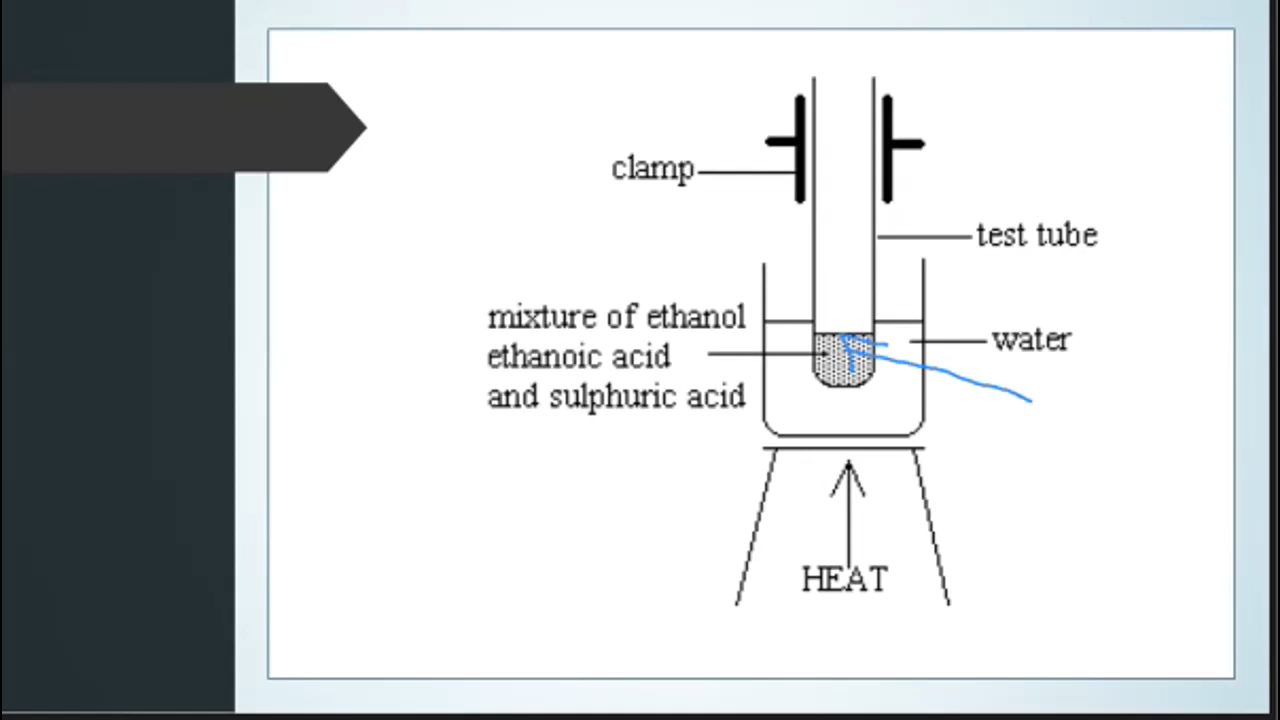 clamp
test tube
mixture of ethanol
ethanoic acid
and sulphuric acid
water
HEAT